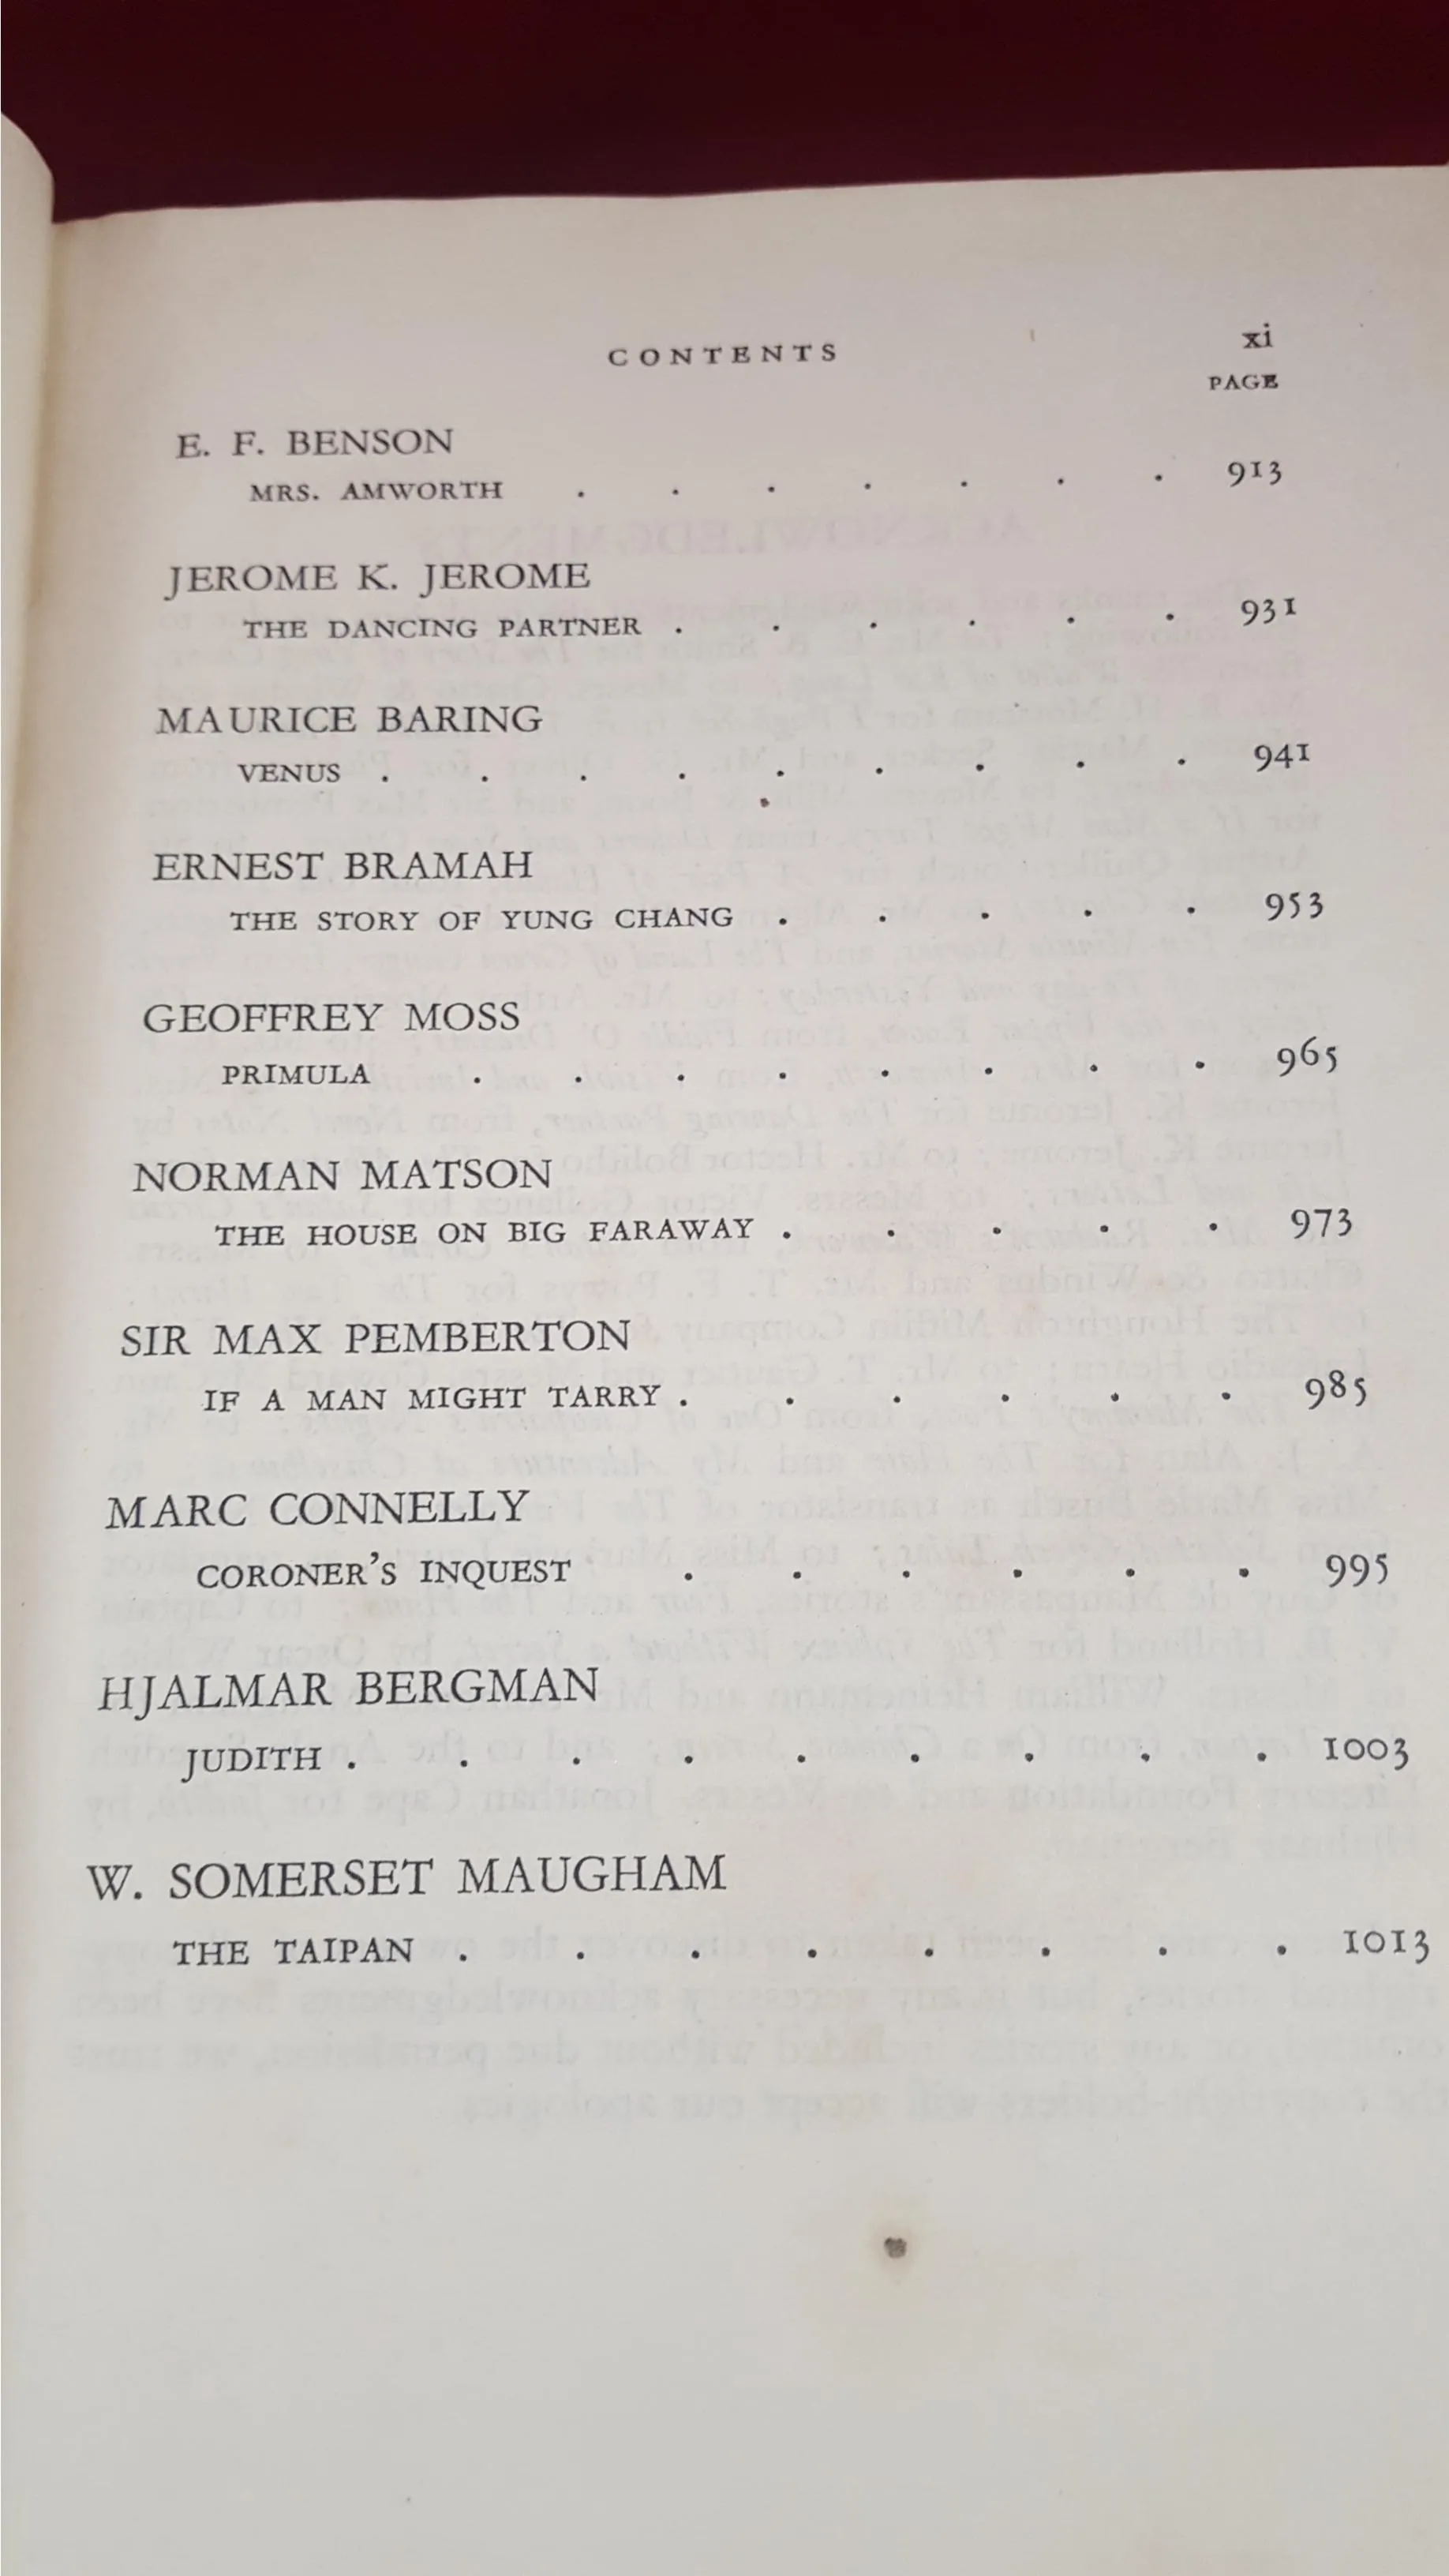 CONTENTS xi
PAGE
E. F. BENSON
MRS. AMWORTH . . . . . . . 913
JEROME K. JEROME
THE DANCING PARTNER . . . . . . 931
MAURICE BARING
VENUS . . . . . . . . . 941
ERNEST BRAMAH
THE STORY OF YUNG CHANG . . . . . 953
GEOFFREY MOSS
PRIMULA . . . . . . . . 965
NORMAN MATSON
THE HOUSE ON BIG FARAWAY . . . . . 973
SIR MAX PEMBERTON
IF A MAN MIGHT TARRY . . . . . . 985
MARC CONNELLY
CORONER'S INQUEST . . . . . . 995
HJALMAR BERGMAN
JUDITH . . . . . . . . . 1003
W. SOMERSET MAUGHAM
THE TAIPAN . . . . . . . . 1013